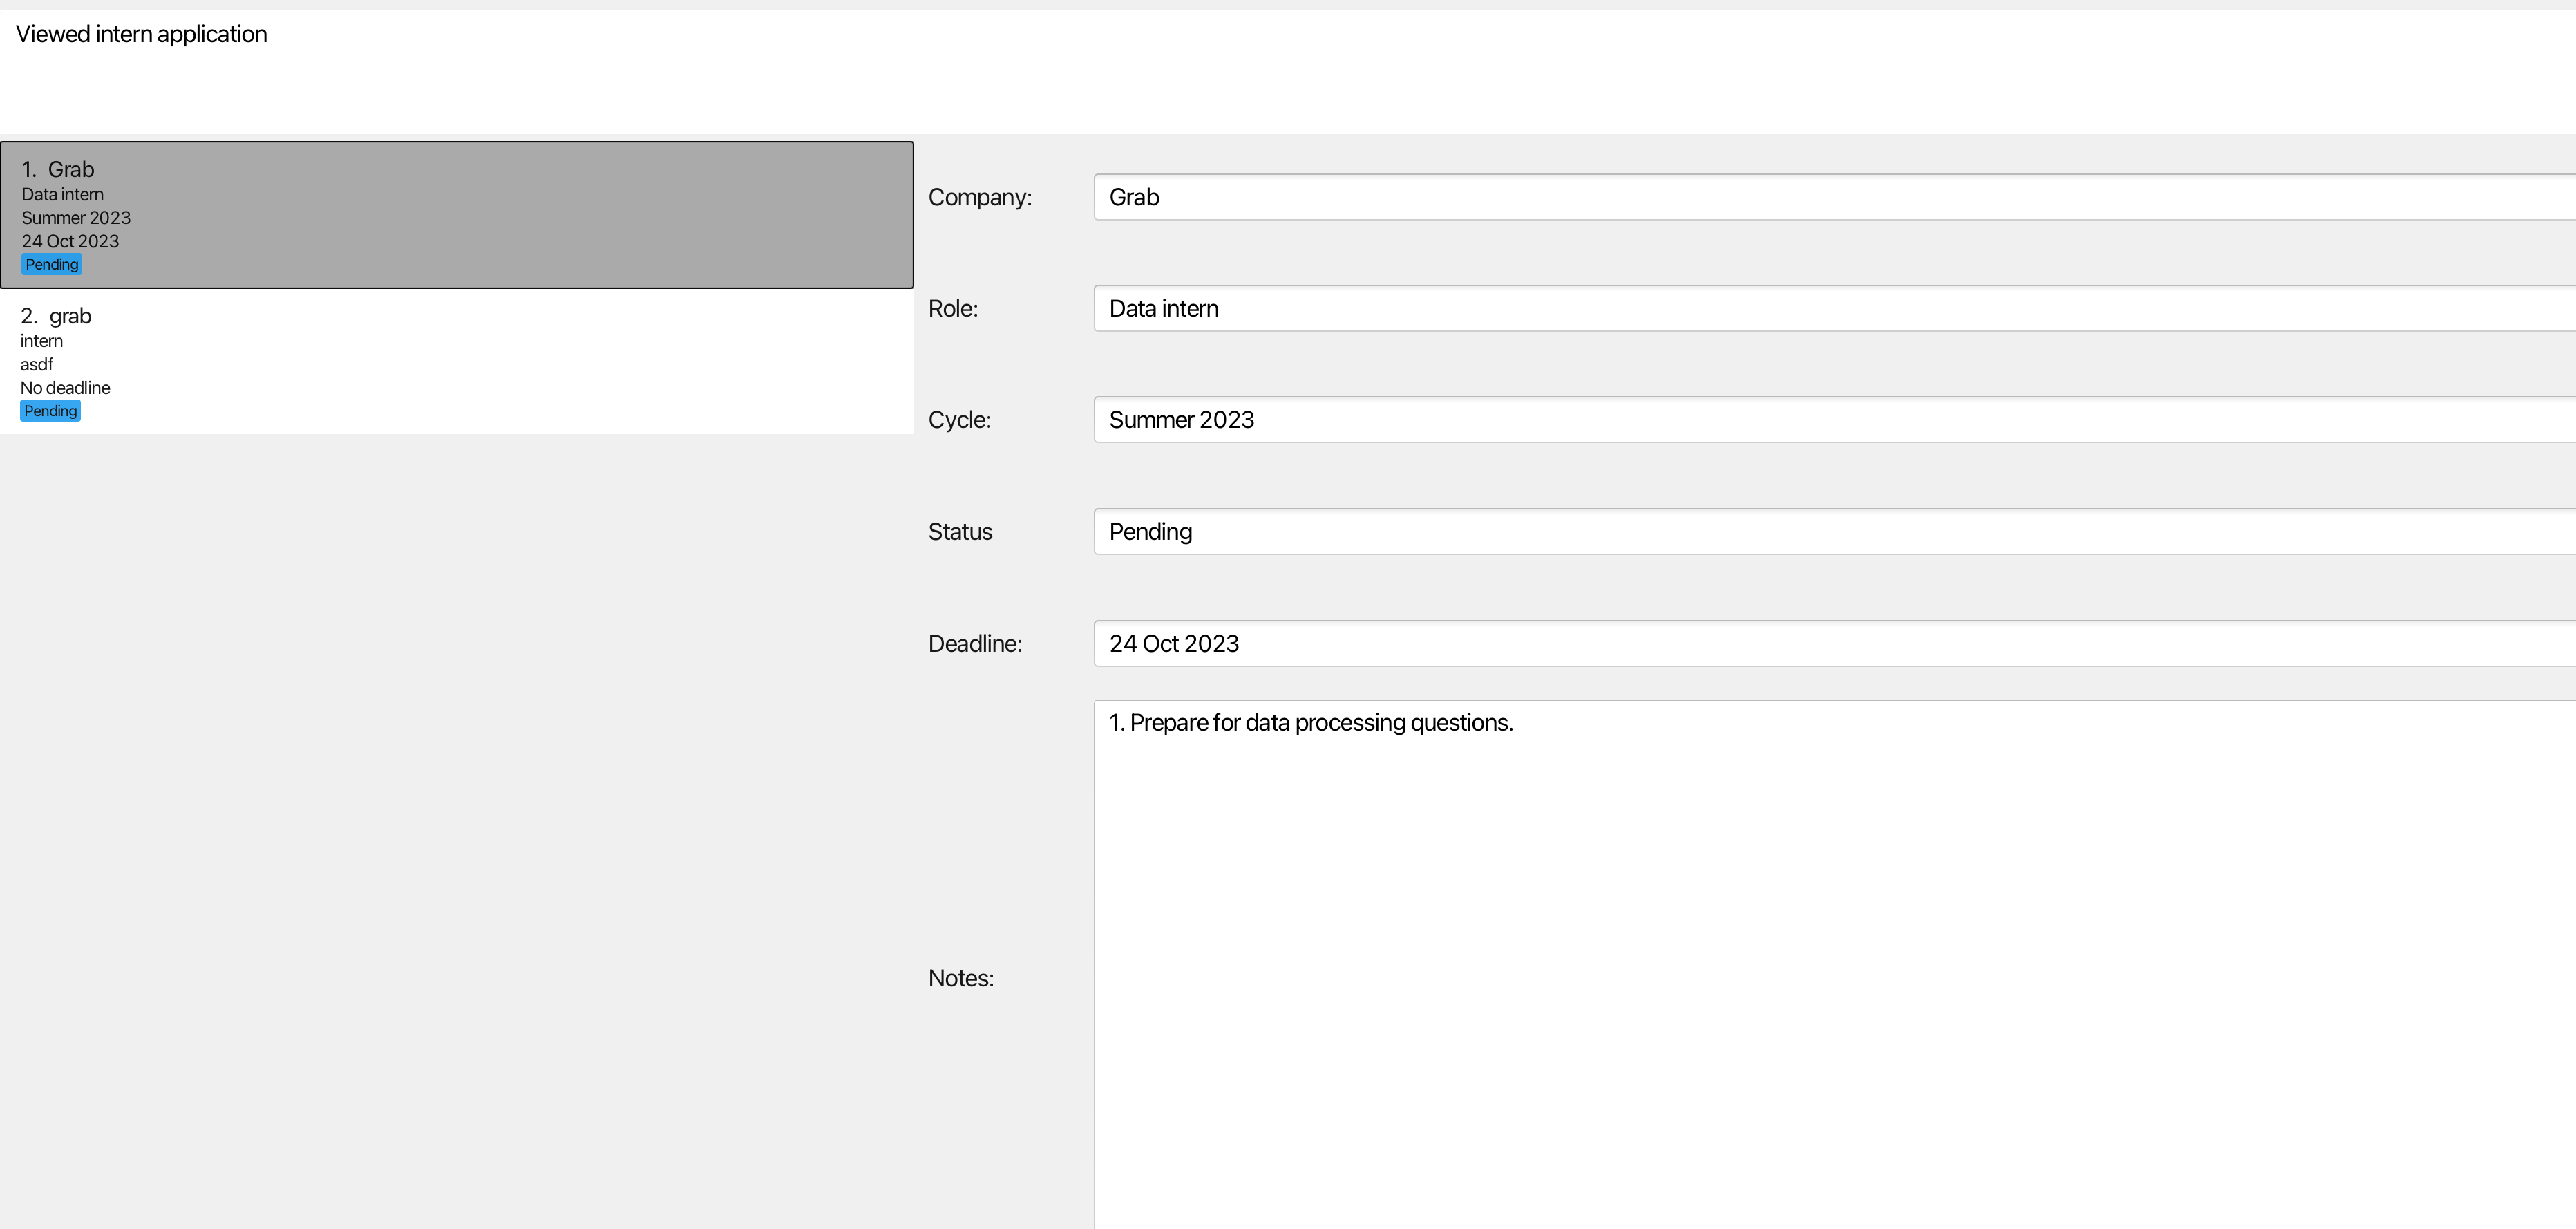 Viewed intern application
1. Grab
Data intern
Summer 2023
24 Oct 2023
Pending
2. grab
intern
asdf
No deadline
Pending
Company: Grab
Role: Data intern
Cycle: Summer 2023
Status Pending
Deadline: 24 Oct 2023
Notes: 1. Prepare for data processing questions.